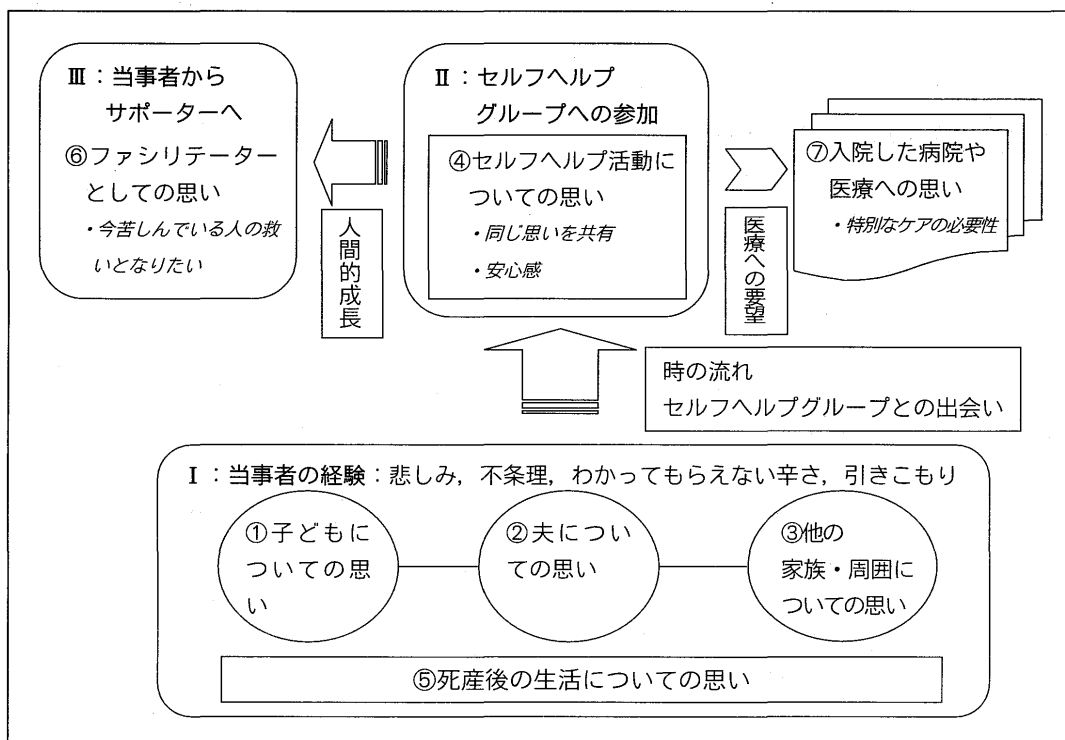 Ⅲ：当事者から
サポーターへ
⑥ファシリテーター
としての思い
・今苦しんでいる人の救
いとなりたい
人間的成長
Ⅱ：セルフヘルプ
グループへの参加
④セルフヘルプ活動に
ついての思い
・同じ思いを共有
・安心感
医療への要望
⑦入院した病院や
医療への思い
・特別なケアの必要性
時の流れ
セルフヘルプグループとの出会い
Ⅰ：当事者の経験：悲しみ，不条理，わかってもらえない辛さ，引きこもり
①子どもに
ついての思
い
②夫につい
ての思い
③他の
家族・周囲に
ついての思い
⑤死産後の生活についての思い